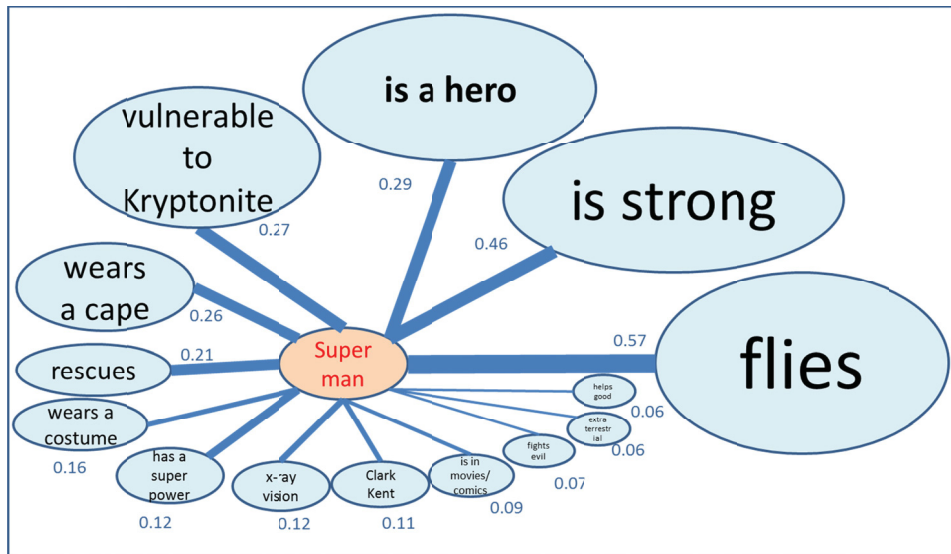 is a hero
vulnerable
to
Kryptonite
0.29
is strong
0.27
0.46
wears
a cape
0.26
Super
man
0.57
flies
0.21
rescues
helps
good
0.06
wears a
costume
extra
terrestr
ial
0.06
0.16
has a
super
power
x-ray
vision
Clark
Kent
is in
movies/
comics
fights
evil
0.07
0.09
0.12
0.12
0.11